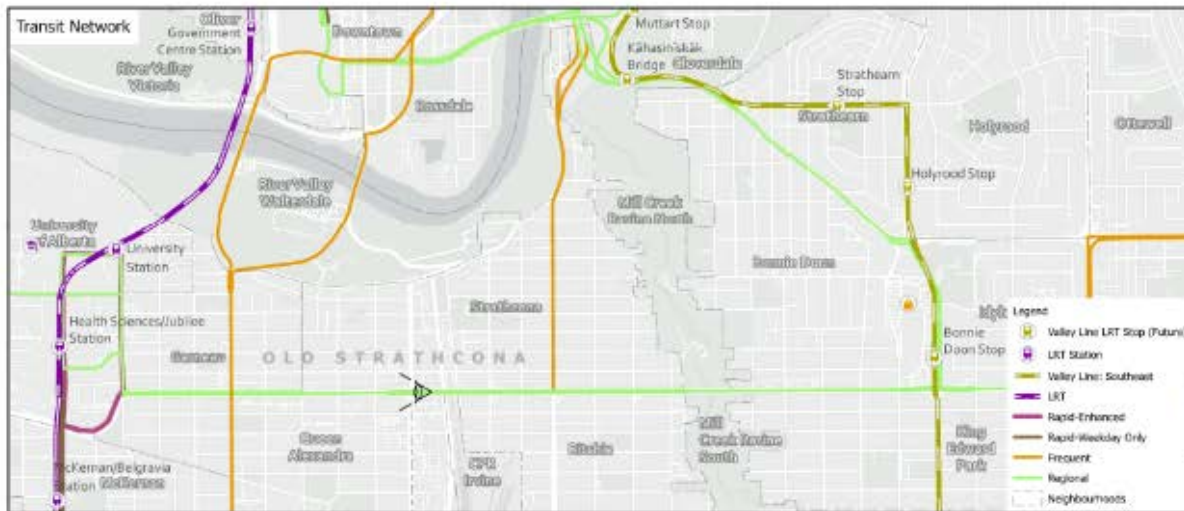 Transit Network
Oliver
Government
Centre Station
River Valley
Victoria
Downtown
Rossdale
Muttart Stop
Kâhasinîskâk
Bridge
Cloverdale
Strathearn
Stop
Strathearn
Holyrood
Ottewell
Holyrood Stop
River Valley
Walterdale
Mill Creek
Ravine North
University
of Alberta
University
Station
Bonnie Doon
Strathcona
Health Sciences/Jubilee
Station
Garneau
OLD STRATHCONA
Bonnie
Doon Stop
Queen
Alexandra
CPR
Irvine
Ritchie
Mill
Creek Ravine
South
King
Edward
Park
McKernan/Belgravia
Station
McKernan
Legend
Valley Line LRT Stop (Future)
LRT Station
Valley Line: Southeast
LRT
Rapid-Enhanced
Rapid-Weekday Only
Frequent
Regional
Neighbourhoods